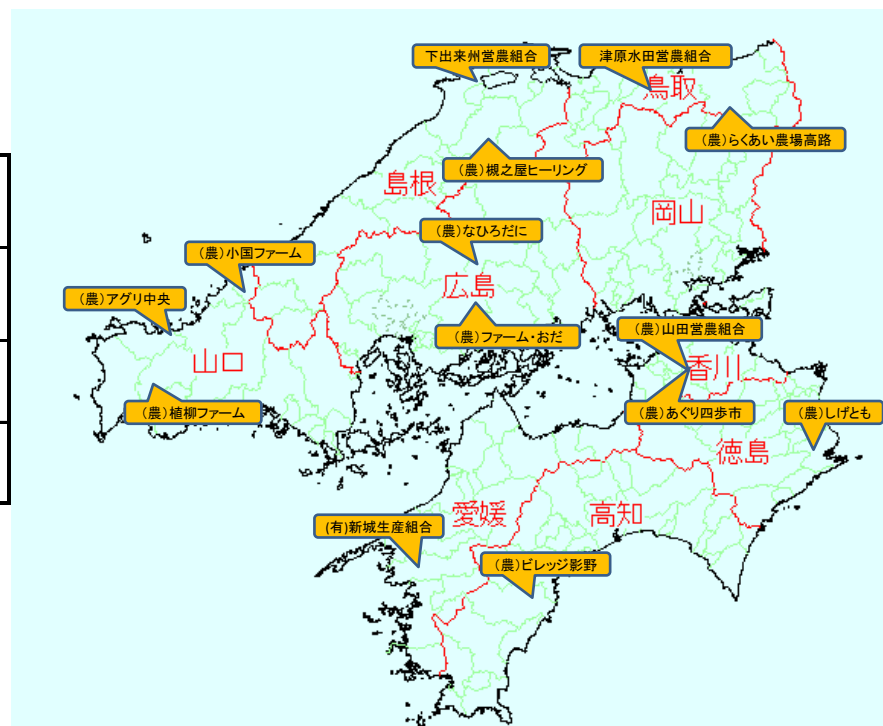 下出来州営農組合
津原水田営農組合
鳥取
(農)らくあい農場高路
(農)槻之屋ヒーリング
島根
岡山
(農)なひろだに
(農)小国ファーム
広島
(農)アグリ中央
(農)ファーム・おだ
(農)山田営農組合
山口
香川
(農)植柳ファーム
(農)あぐり四歩市
(農)しげとも
徳島
愛媛
高知
(有)新城生産組合
(農)ビレッジ影野